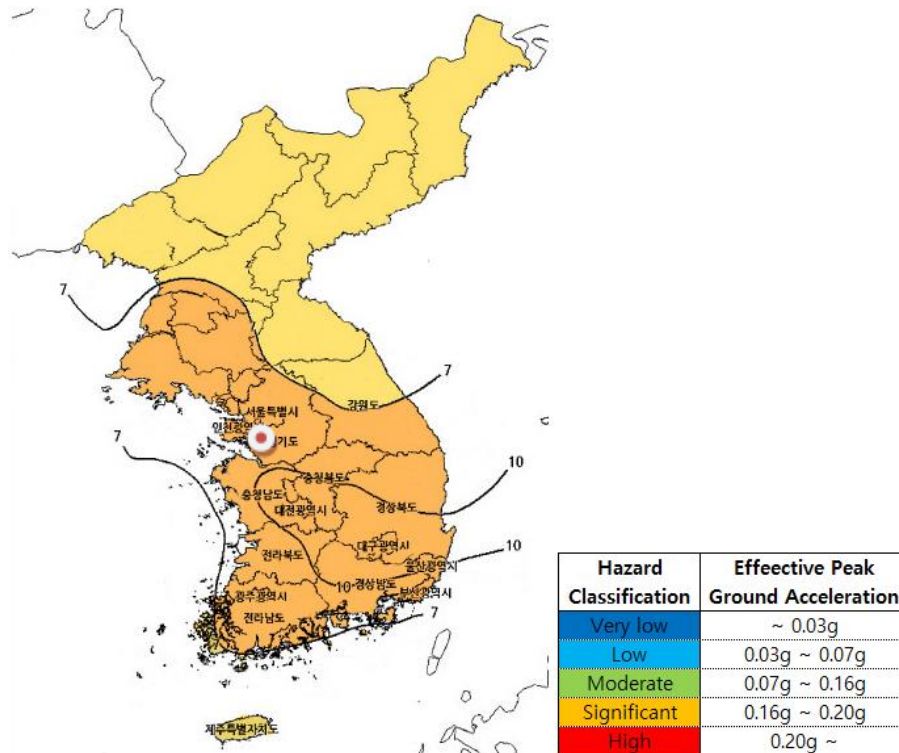 7
7
강원도
서울특별시
인천광역
기도
7
10
충청북도
충청남도
대전광역시
경상북도
대구광역시
10
전라북도
울산광역시
10
경상남도
부산광역시
광주광역시
전라남도
7
제주특별자치도
Hazard Classification
Effeective Peak Ground Acceleration
Very low
~ 0.03g
Low
0.03g ~ 0.07g
Moderate
0.07g ~ 0.16g
Significant
0.16g ~ 0.20g
High
0.20g ~